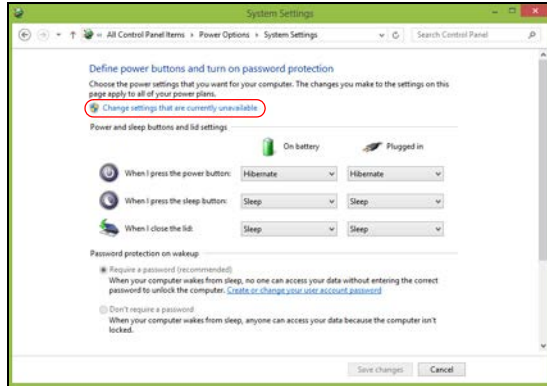 System Settings
« All Control Panel Items › Power Options › System Settings
Search Control Panel
Define power buttons and turn on password protection
Choose the power settings that you want for your computer. The changes you make to the settings on this
page apply to all of your power plans.
Change settings that are currently unavailable
Power and sleep buttons and lid settings
On battery Plugged in
When I press the power button: Hibernate Hibernate
When I press the sleep button: Sleep Sleep
When I close the lid: Sleep Sleep
Password protection on wakeup
Require a password (recommended)
When your computer wakes from sleep, no one can access your data without entering the correct
password to unlock the computer. Create or change your user account password
Don't require a password
When your computer wakes from sleep, anyone can access your data because the computer isn't
locked.
Save changes Cancel